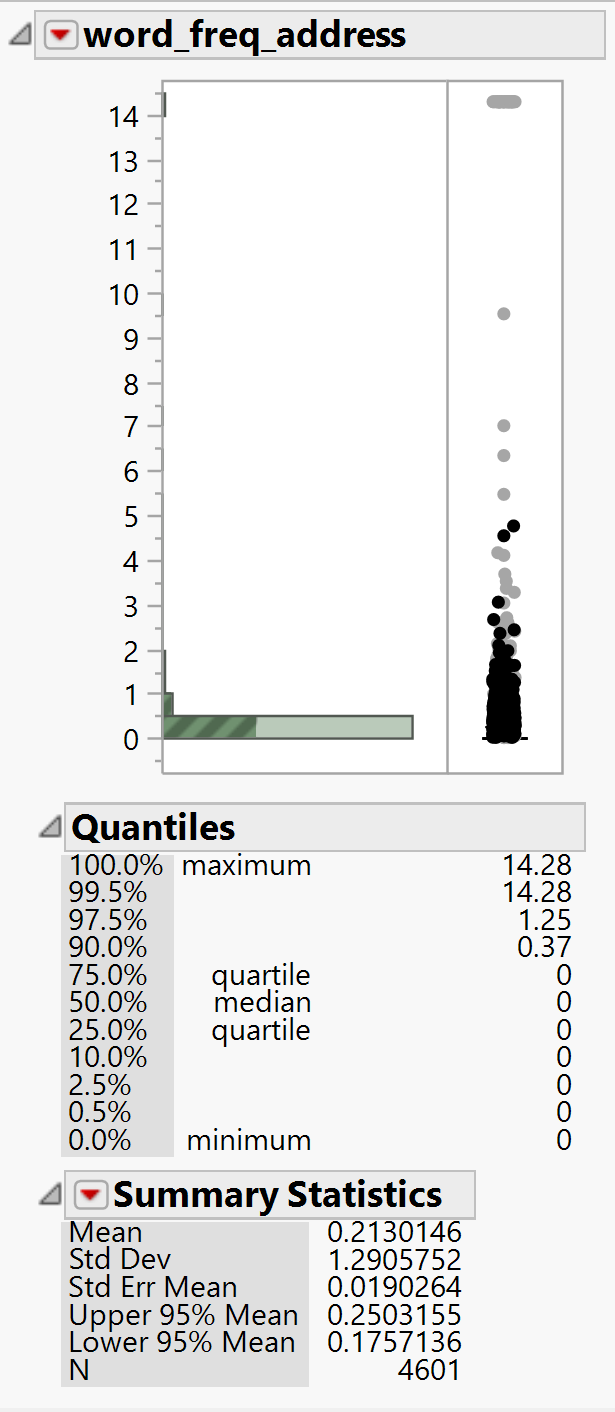 word_freq_address
14
13
12
11
10
9
8
7
6
5
4
3
2
1
0
Quantiles
100.0% maximum 14.28
99.5% 14.28
97.5% 1.25
90.0% 0.37
75.0% quartile 0
50.0% median 0
25.0% quartile 0
10.0% 0
2.5% 0
0.5% 0
0.0% minimum 0
Summary Statistics
Mean 0.2130146
Std Dev 1.2905752
Std Err Mean 0.0190264
Upper 95% Mean 0.2503155
Lower 95% Mean 0.1757136
N 4601